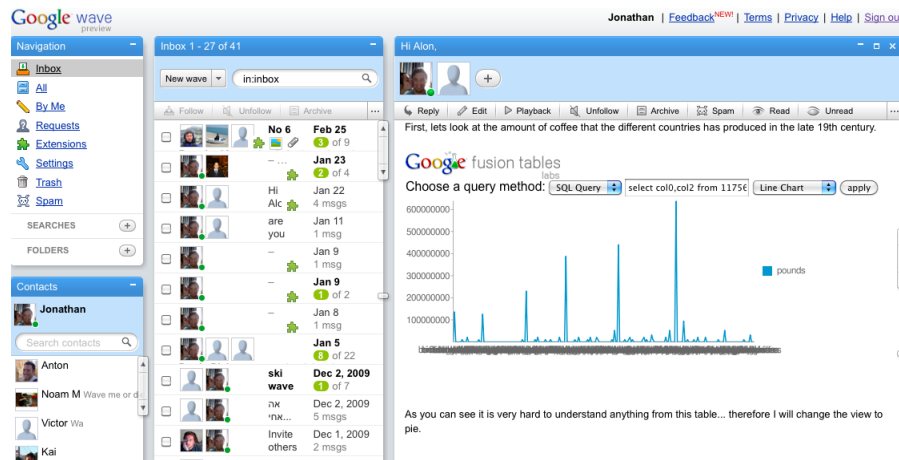 Google wave
preview
Jonathan | Feedback NEW! | Terms | Privacy | Help | Sign ou
Navigation
Inbox
All
By Me
Requests
Extensions
Settings
Trash
Spam
SEARCHES
FOLDERS
Contacts
Jonathan
Search contacts
Anton
Noam M Wave me or d
Victor Wa
Kai
Inbox 1 - 27 of 41
New wave in:inbox
Follow Unfollow Archive ...
No 6 Feb 25
3 of 9
– ... Jan 23
2 of 4
Hi Jan 22
Alc 4 msgs
are Jan 11
you 1 msg
– Jan 9
1 msg
– Jan 9
1 of 2
– Jan 8
1 msg
Jan 5
8 of 22
ski Dec 2, 2009
wave 1 of 7
את Dec 2, 2009
אחי... 5 msgs
Invite Dec 1, 2009
others 2 msgs
Hi Alon,
Reply Edit Playback Unfollow Archive Spam Read Unread ...
First, lets look at the amount of coffee that the different countries has produced in the late 19th century.
Google fusion tables
labs
Choose a query method: SQL Query select col0,col2 from 11756 Line Chart apply
600000000
500000000
400000000
300000000
200000000
100000000
pounds
As you can see it is very hard to understand anything from this table... therefore I will change the view to
pie.